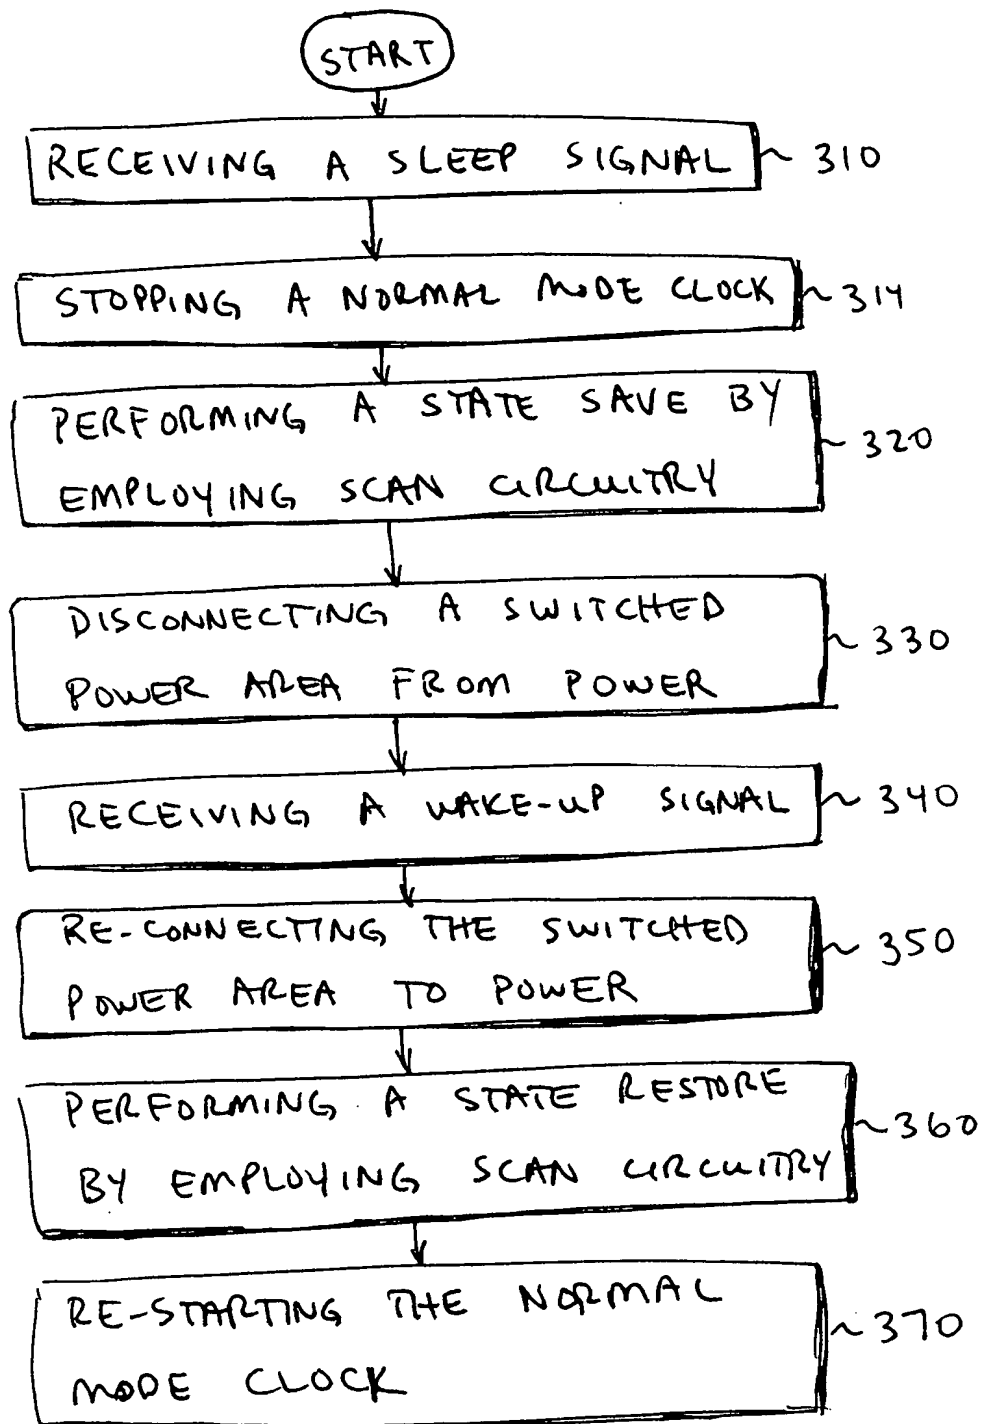 START
RECEIVING A SLEEP SIGNAL 310
STOPPING A NORMAL MODE CLOCK 314
PERFORMING A STATE SAVE BY
EMPLOYING SCAN CIRCUITRY
320
DISCONNECTING A SWITCHED
POWER AREA FROM POWER
330
RECEIVING A WAKE-UP SIGNAL 340
RE-CONNECTING THE SWITCHED
POWER AREA TO POWER
350
PERFORMING A STATE RESTORE
BY EMPLOYING SCAN CIRCUITRY
360
RE-STARTING THE NORMAL
MODE CLOCK
370